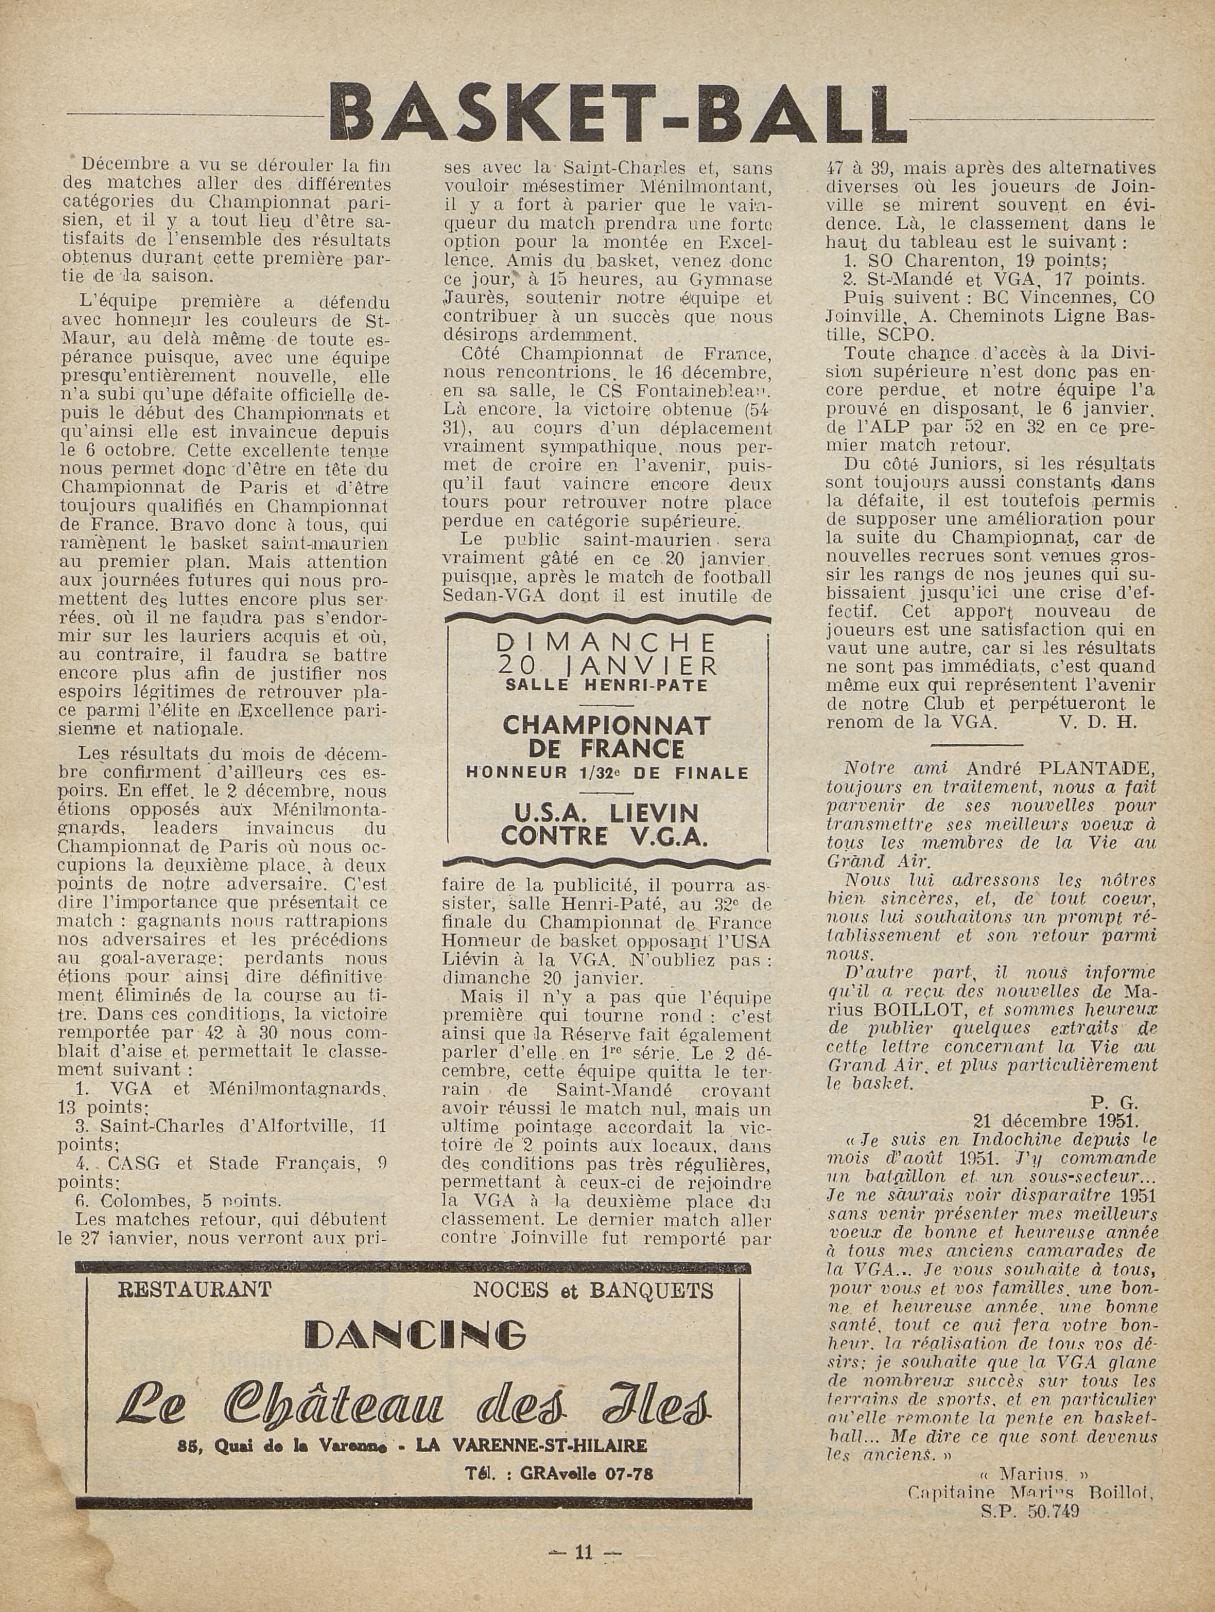 BASKET-BALL
Décembre a vu se dérouler la fin
des matches aller des différentes
catégories du Championnat pari-
sien, et il y a tout lieu d'être sa-
tisfaits de l'ensemble des résultats
obtenus durant cette première par-
tie de la saison.
L'équipe première a défendu
avec honneur les couleurs de St-
Maur, au delà même de toute es-
pérance puisque, avec une équipe
presqu'entièrement nouvelle, elle
n'a subi qu'une défaite officielle de-
puis le début des Championnats et
qu'ainsi elle est invaincue depuis
le 6 octobre. Cette excellente tenue
nous permet donc d'être en tête du
Championnat de Paris et d'être
toujours qualifiés en Championnat
de France. Bravo donc à tous, qui
ramènent le basket saint-maurien
au premier plan. Mais attention
aux journées futures qui nous pro-
mettent des luttes encore plus ser-
rées, où il ne faudra pas s'endor-
mir sur les lauriers acquis et où,
au contraire, il faudra se battre
encore plus afin de justifier nos
espoirs légitimes de retrouver pla-
ce parmi l'élite en Excellence pari-
sienne et nationale.
Les résultats du mois de décem-
bre confirment d'ailleurs ces es-
poirs. En effet, le 2 décembre, nous
étions opposés aux Ménilmonta-
gnards, leaders invaincus du
Championnat de Paris où nous oc-
cupions la deuxième place, à deux
points de notre adversaire. C'est
dire l'importance que présentait ce
match : gagnants nous rattrapions
nos adversaires et les précédions
au goal-average; perdants nous
étions pour ainsi dire définitive
ment éliminés de la course au ti-
tre. Dans ces conditions, la victoire
remportée par 42 à 30 nous com-
blait d'aise et permettait le classe-
ment suivant :
1. VGA et Ménilmontagnards,
13 points;
3. Saint-Charles d'Alfortville, 11
points;
4. CASG et Stade Français, 9
points;
6. Colombes, 5 points.
Les matches retour, qui débutent
le 27 janvier, nous verront aux pri-
ses avec la Saint-Charles et, sans
vouloir mésestimer Ménilmontant,
il y a fort à parier que le vain-
queur du match prendra une forte
option pour la montée en Excel-
lence. Amis du basket, venez donc
ce jour, à 15 heures, au Gymnase
Jaurès, soutenir notre équipe et
contribuer à un succès que nous
désirons ardemment.
Côté Championnat de France,
nous rencontrions, le 16 décembre,
en sa salle, le CS Fontainebleau.
Là encore, la victoire obtenue (54
31), au cours d'un déplacement
vraiment sympathique, nous per-
met de croire en l'avenir, puis-
qu'il faut vaincre encore deux
tours pour retrouver notre place
perdue en catégorie supérieure.
Le public saint-maurien sera
vraiment gâté en ce 20 janvier
puisque, après le match de football
Sedan-VGA dont il est inutile de
DIMANCHE
20 JANVIER
SALLE HENRI-PATE
CHAMPIONNAT
DE FRANCE
HONNEUR 1/32e DE FINALE
U.S.A. LIEVIN
CONTRE V.G.A.
faire de la publicité, il pourra as-
sister, salle Henri-Paté, au 32e de
finale du Championnat de France
Honneur de basket opposant l'USA
Liévin à la VGA. N'oubliez pas :
dimanche 20 janvier.
Mais il n'y a pas que l'équipe
première qui tourne rond : c'est
ainsi que la Réserve fait également
parler d'elle en 1re série. Le 2 dé-
cembre, cette équipe quitta le ter-
rain de Saint-Mandé croyant
avoir réussi le match nul, mais un
ultime pointage accordait la vic-
toire de 2 points aux locaux, dans
des conditions pas très régulières,
permettant à ceux-ci de rejoindre
la VGA à la deuxième place du
classement. Le dernier match aller
contre Joinville fut remporté par
47 à 39, mais après des alternatives
diverses où les joueurs de Join-
ville se mirent souvent en évi-
dence. Là, le classement dans le
haut du tableau est le suivant :
1. SO Charenton, 19 points;
2. St-Mandé et VGA, 17 points.
Puis suivent : BC Vincennes, CO
Joinville, A. Cheminots Ligne Bas-
tille, SCPO.
Toute chance d'accès à la Divi-
sion supérieure n'est donc pas en-
core perdue, et notre équipe l'a
prouvé en disposant, le 6 janvier,
de l'ALP par 52 en 32 en ce pre-
mier match retour.
Du côté Juniors, si les résultats
sont toujours aussi constants dans
la défaite, il est toutefois permis
de supposer une amélioration pour
la suite du Championnat, car de
nouvelles recrues sont venues gros-
sir les rangs de nos jeunes qui su-
bissaient jusqu'ici une crise d'ef-
fectif. Cet apport nouveau de
joueurs est une satisfaction qui en
vaut une autre, car si les résultats
ne sont pas immédiats, c'est quand
même eux qui représentent l'avenir
de notre Club et perpétueront le
renom de la VGA. V. D. H.
Notre ami André PLANTADE,
toujours en traitement, nous a fait
parvenir de ses nouvelles pour
transmettre ses meilleurs voeux à
tous les membres de la Vie au
Grand Air.
Nous lui adressons les nôtres
bien sincères, et, de tout coeur,
nous lui souhaitons un prompt ré-
tablissement et son retour parmi
nous.
D'autre part, il nous informe
qu'il a reçu des nouvelles de Ma-
rius BOILLOT, et sommes heureux
de publier quelques extraits de
cette lettre concernant la Vie au
Grand Air, et plus particulièrement
le basket.
P. G.
21 décembre 1951.
« Je suis en Indochine depuis le
mois d'août 1951. J'y commande
un bataillon et un sous-secteur...
Je ne saurais voir disparaître 1951
sans venir présenter mes meilleurs
voeux de bonne et heureuse année
à tous mes anciens camarades de
la VGA... Je vous souhaite à tous,
pour vous et vos familles, une bon-
ne et heureuse année, une bonne
santé, tout ce qui fera votre bon-
heur, la réalisation de tous vos dé-
sirs; je souhaite que la VGA glane
de nombreux succès sur tous les
terrains de sports, et en particulier
qu'elle remonte la pente en basket-
ball... Me dire ce que sont devenus
les anciens. »
« Marius. »
Capitaine Marius Boillot,
S.P. 50.749
RESTAURANT NOCES et BANQUETS
DANCING
Le Château des Iles
85, Quai de la Varenne - LA VARENNE-ST-HILAIRE
Tél. : GRAvelle 07-78
— 11 —